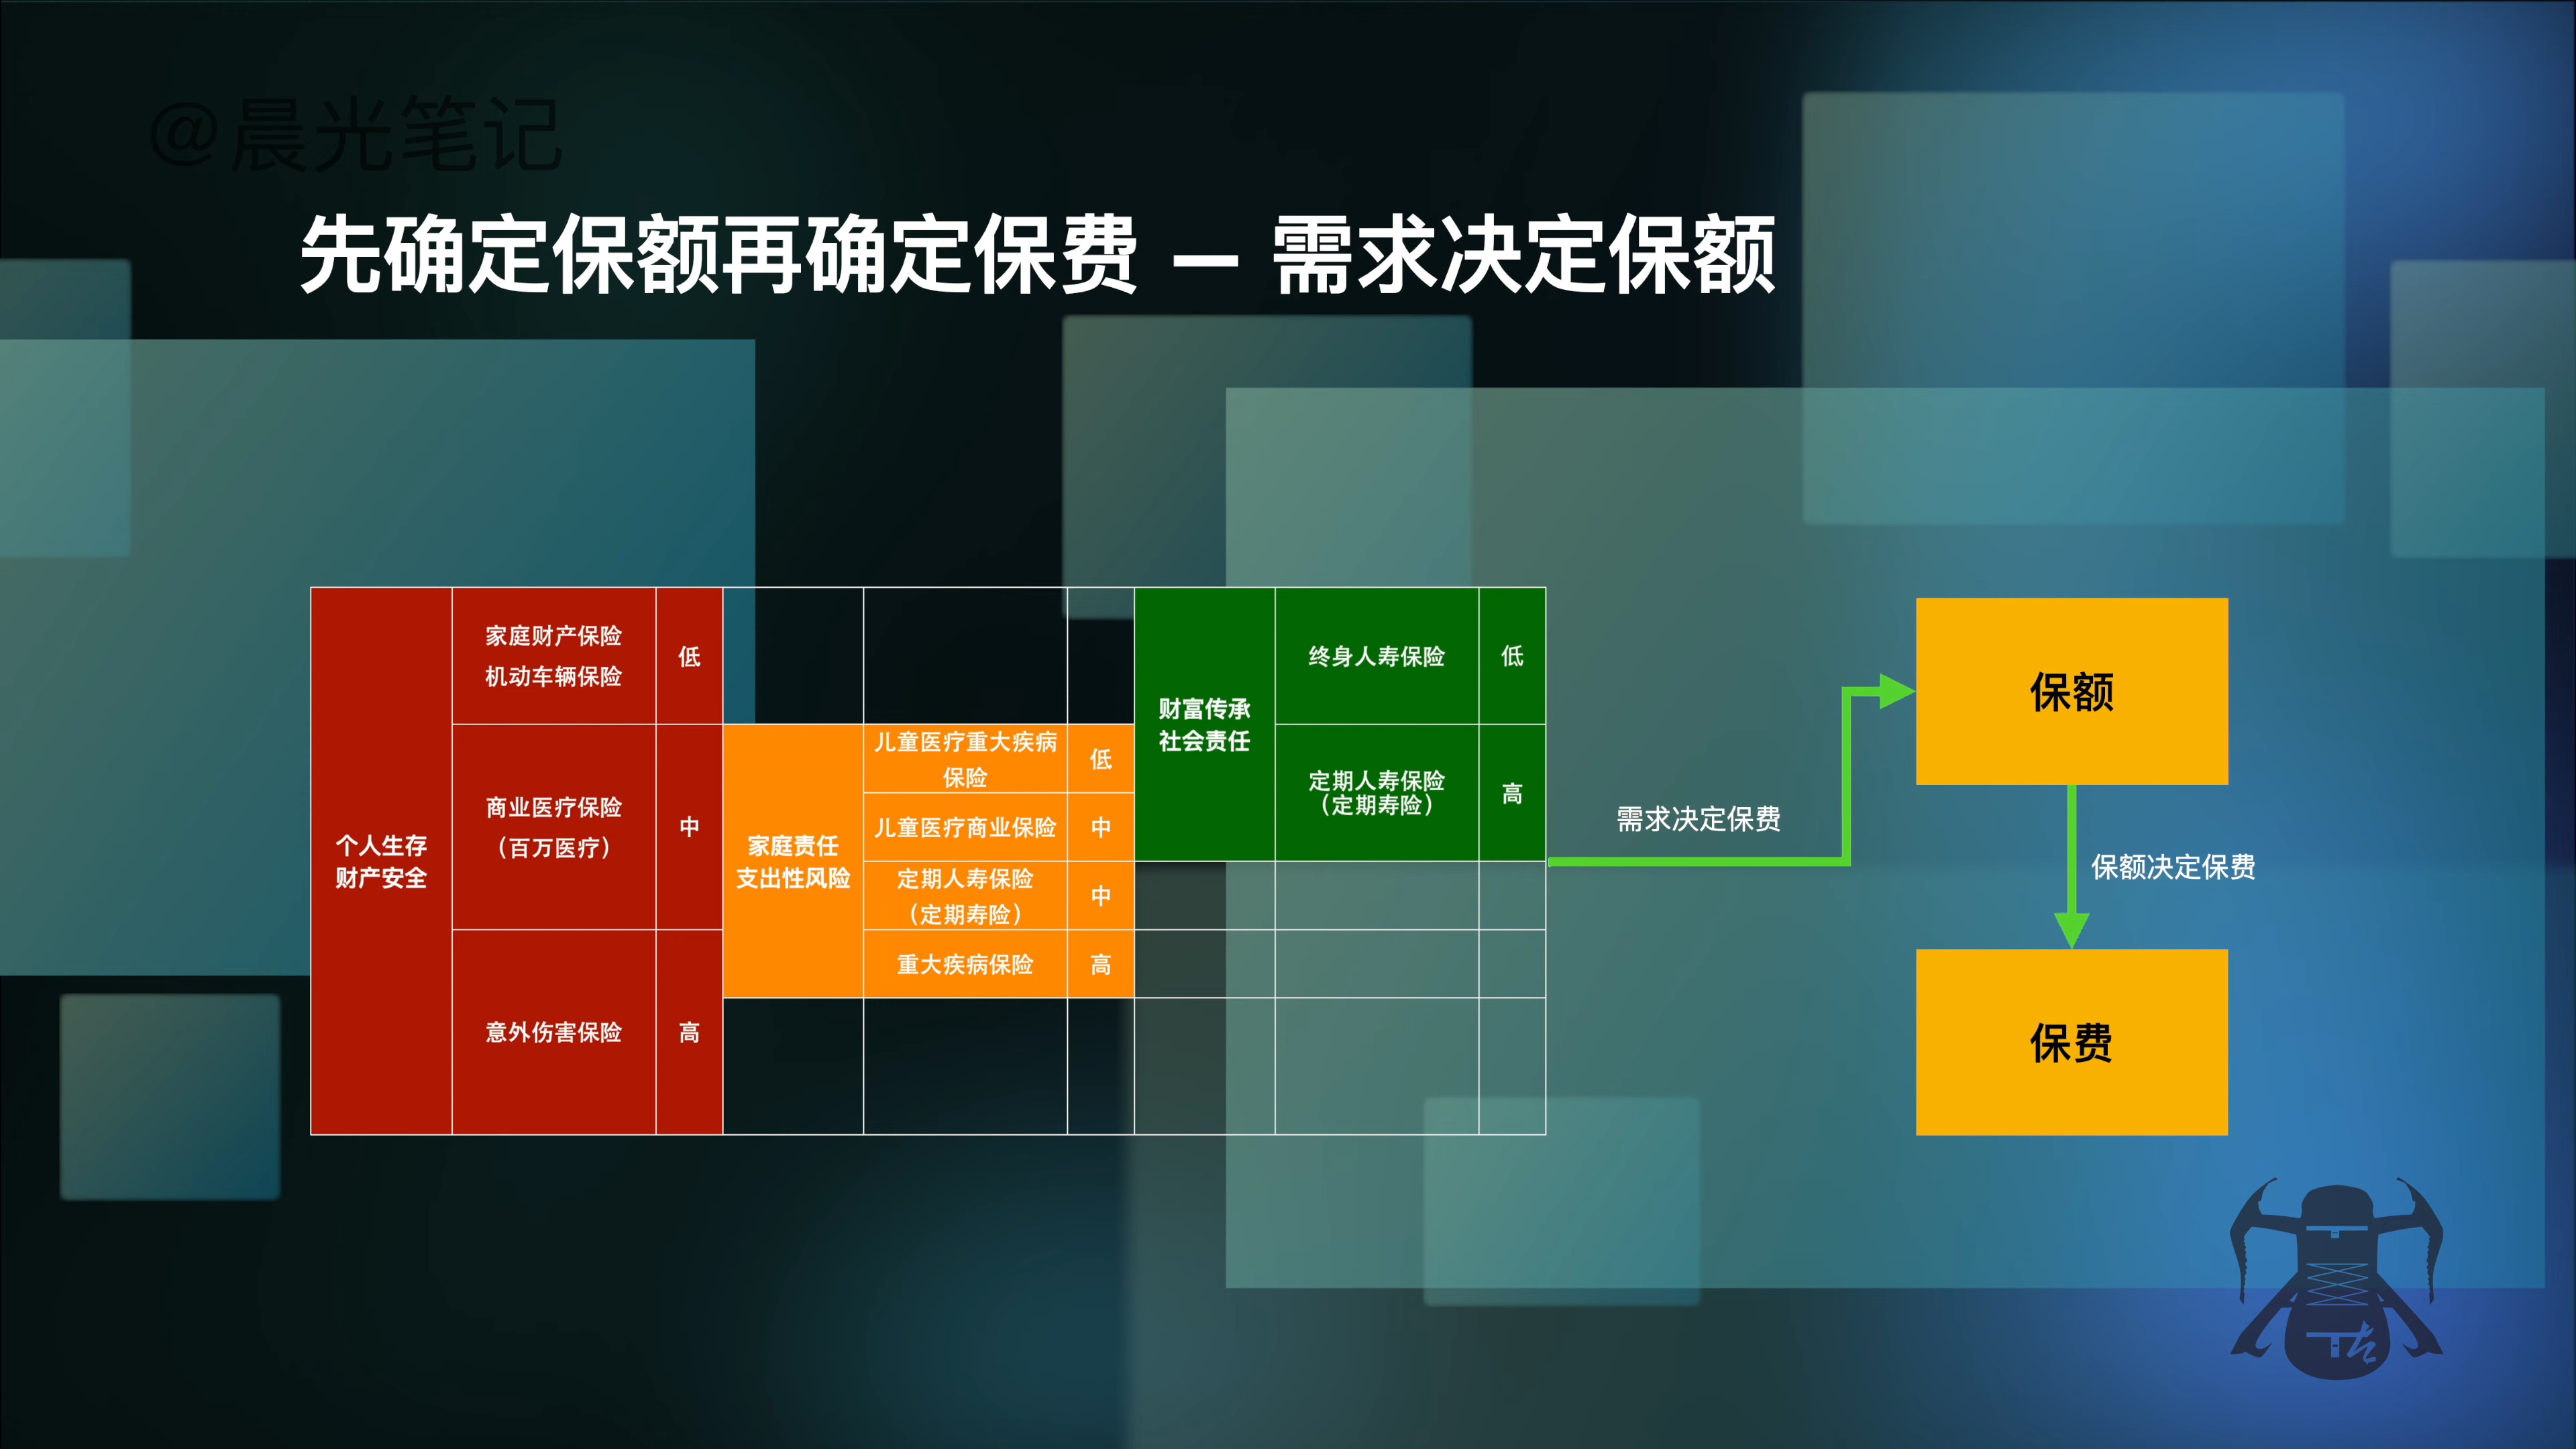 @晨光笔记
先确定保额再确定保费 – 需求决定保额
个人生存
财产安全
家庭财产保险
机动车辆保险
低
商业医疗保险
（百万医疗）
中
意外伤害保险
高
家庭责任
支出性风险
儿童医疗重大疾病
保险
低
儿童医疗商业保险
中
定期人寿保险
（定期寿险）
中
重大疾病保险
高
财富传承
社会责任
终身人寿保险
低
定期人寿保险
（定期寿险）
高
需求决定保费
保额
保额决定保费
保费